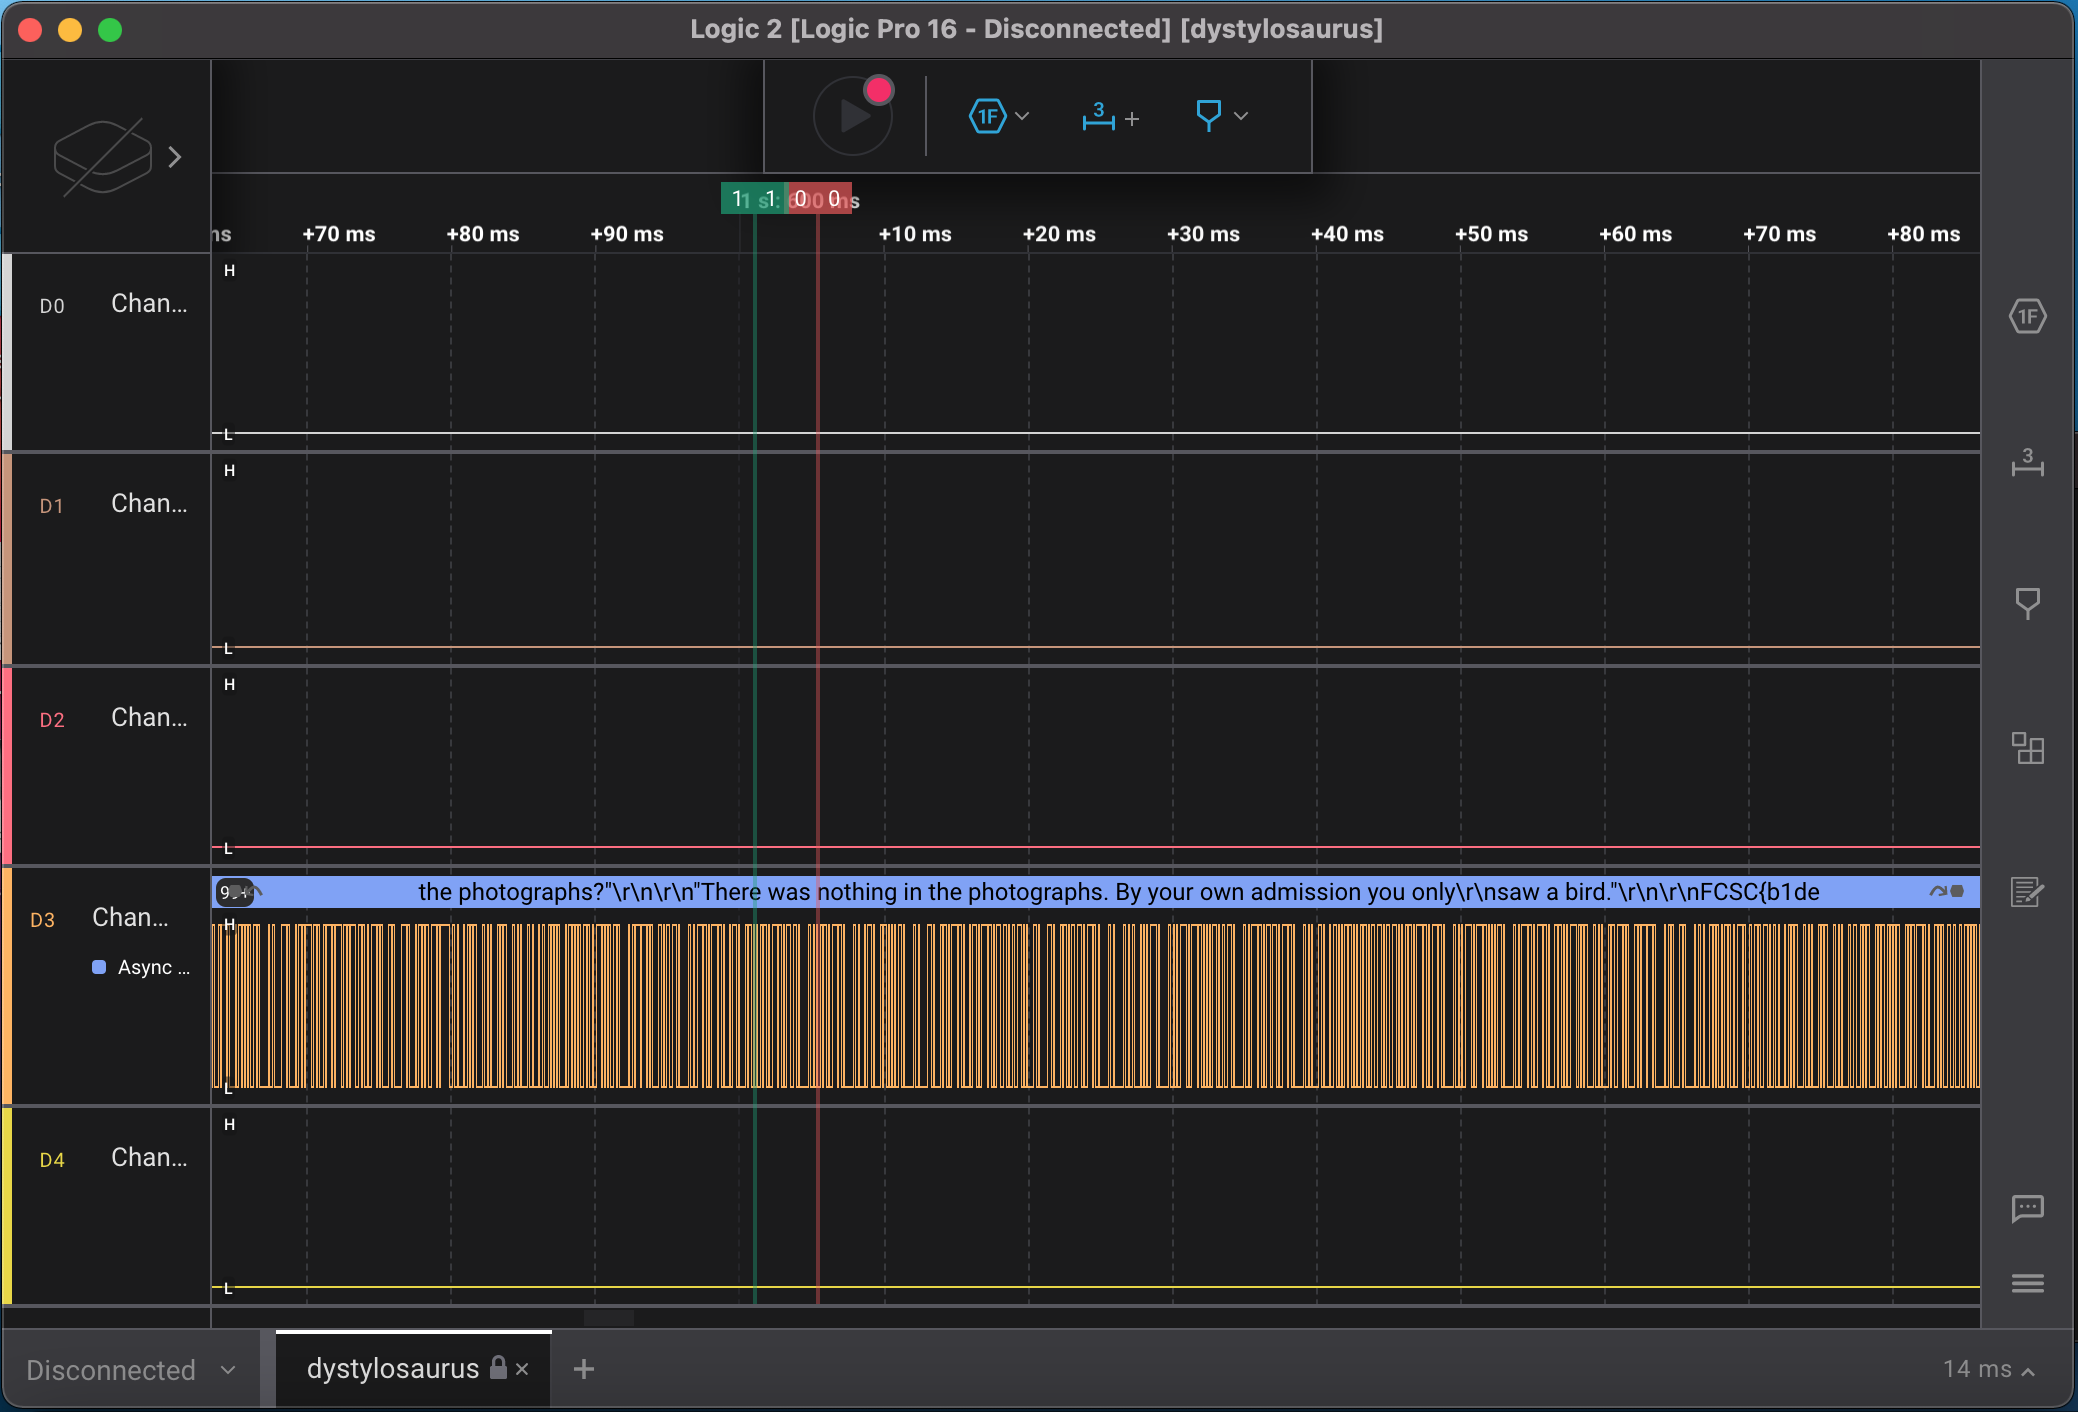 Logic 2 [Logic Pro 16 - Disconnected] [dystylosaurus]
1F
3 +
1 1 0 0
1 s : 600 ms
ms +70 ms +80 ms +90 ms +10 ms +20 ms +30 ms +40 ms +50 ms +60 ms +70 ms +80 ms
D0 Chan...
H
L
D1 Chan...
H
L
D2 Chan...
H
L
the photographs?"\r\n\r\n"There was nothing in the photographs. By your own admission you only\r\nsaw a bird."\r\n\r\nFCSC{b1de
D3 Chan...
Async ...
H
L
D4 Chan...
H
L
1F
3
Disconnected
dystylosaurus
14 ms